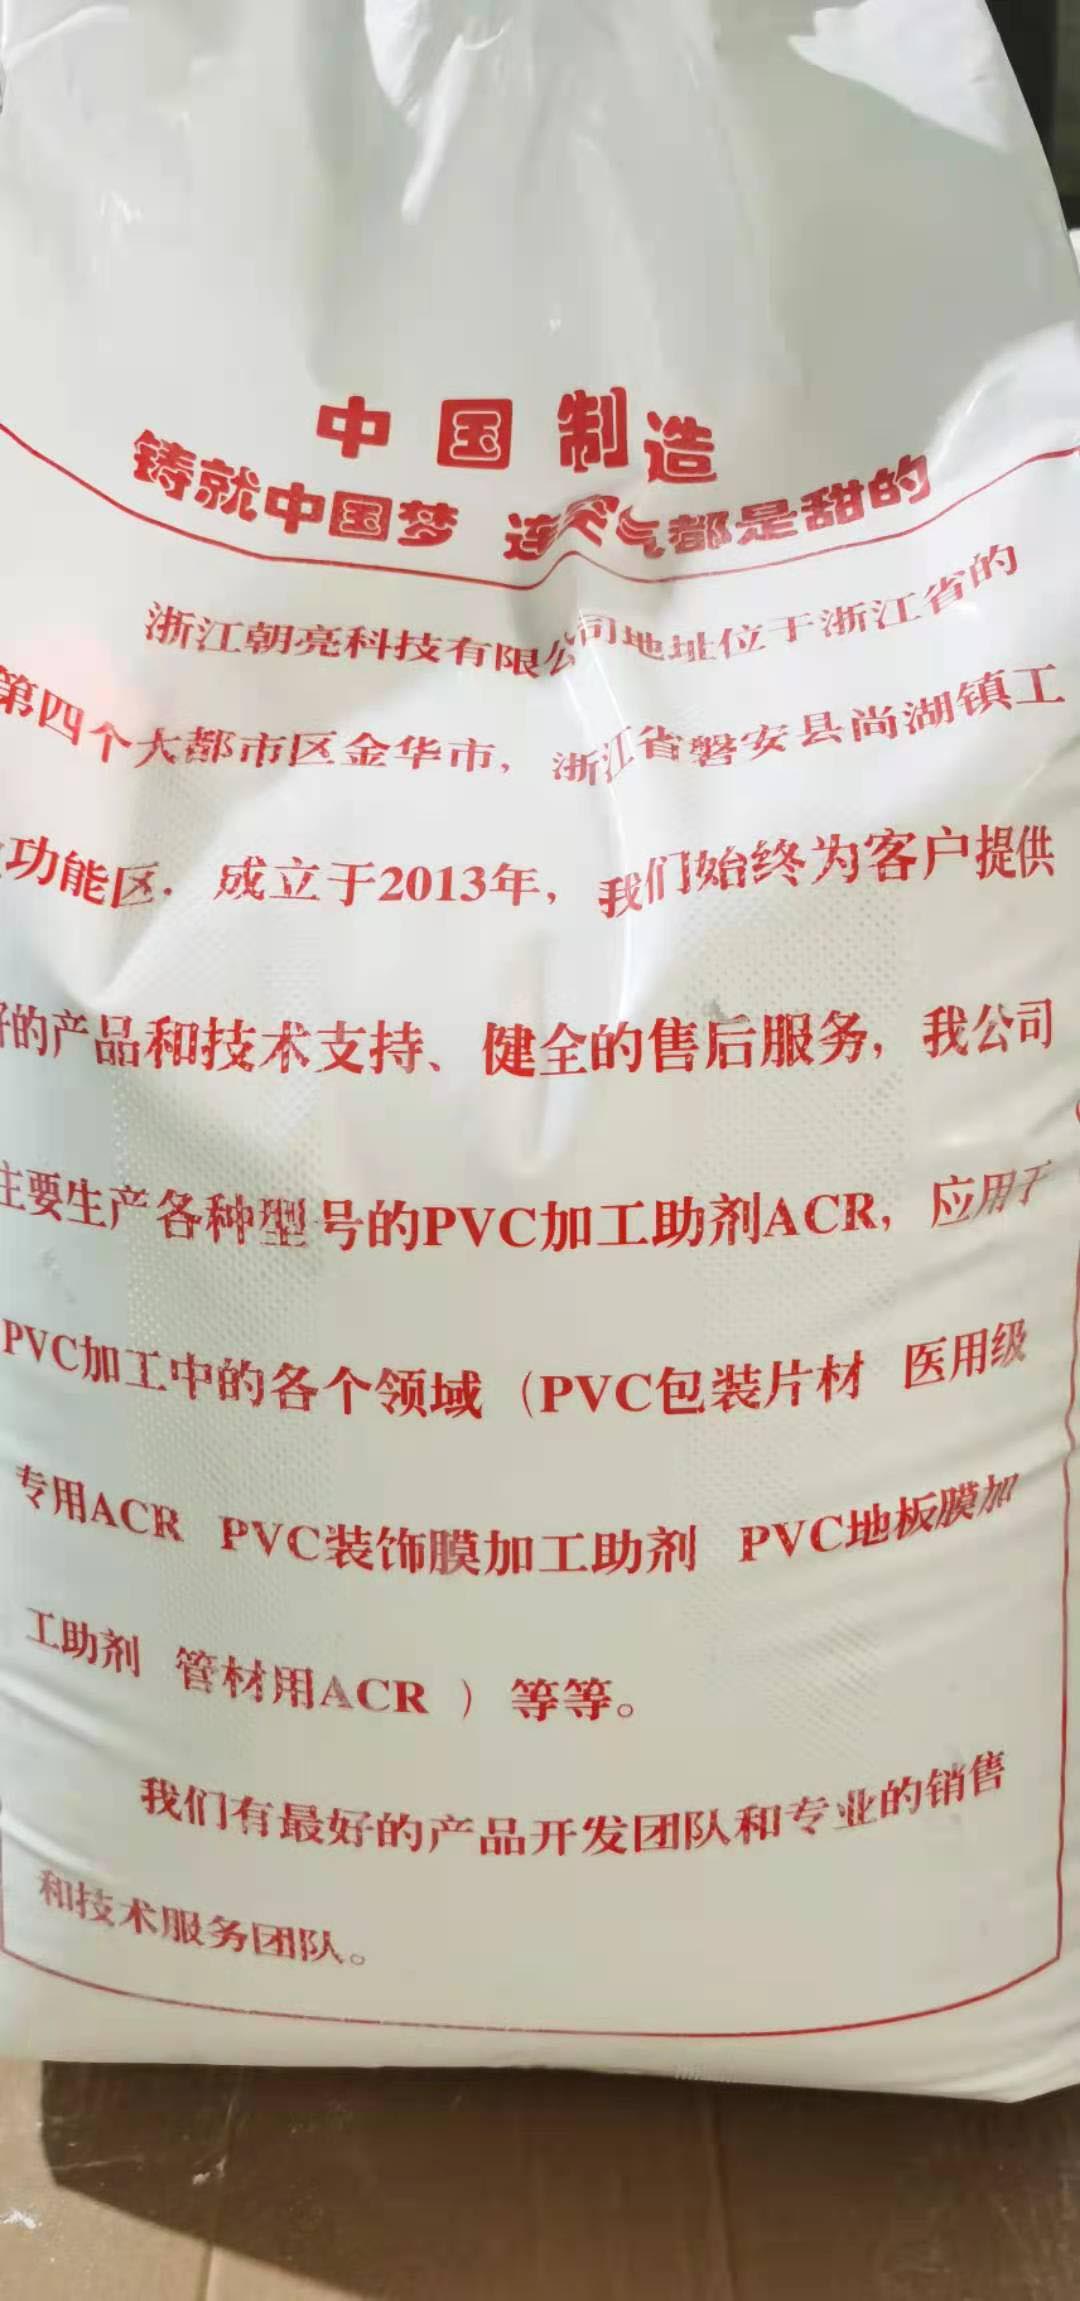 中国制造
铸就中国梦 连空气都是甜的
浙江朝亮科技有限公司地址位于浙江省的
第四个大都市区金华市，浙江省磐安县尚湖镇工
功能区. 成立于2013年，我们始终为客户提供
好的产品和技术支持、健全的售后服务，我公司
主要生产各种型号的PVC加工助剂ACR，应用于
PVC加工中的各个领域（PVC包装片材 医用级
专用ACR PVC装饰膜加工助剂 PVC地板膜加
工助剂 管材用ACR ）等等。
我们有最好的产品开发团队和专业的销售
和技术服务团队。